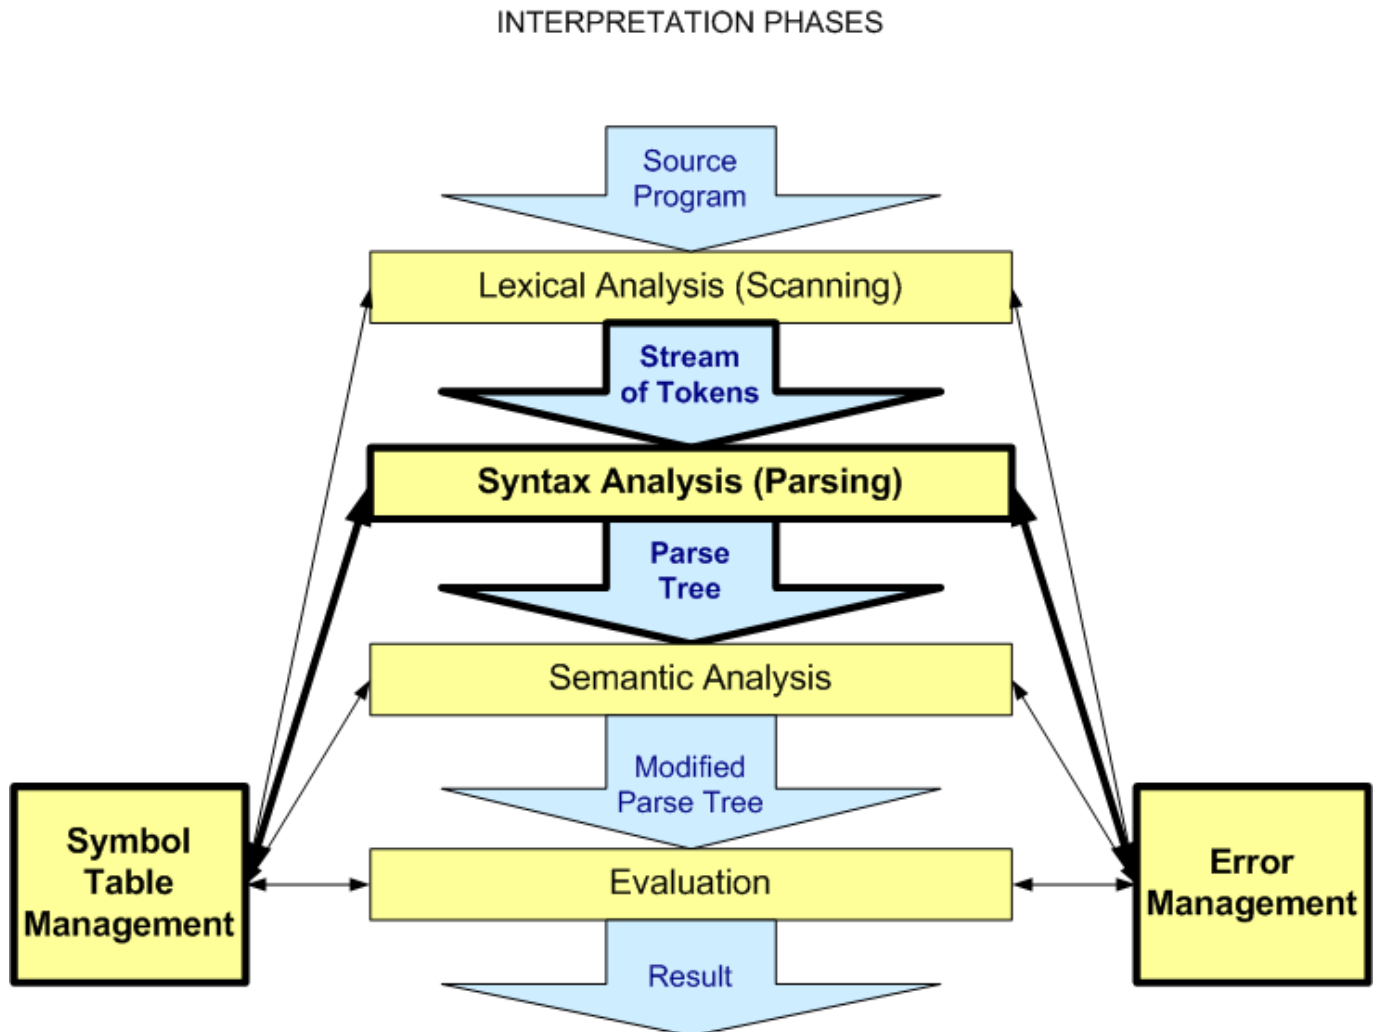 INTERPRETATION PHASES
Source
Program
Lexical Analysis (Scanning)
Stream
of Tokens
Syntax Analysis (Parsing)
Parse
Tree
Semantic Analysis
Modified
Parse Tree
Symbol
Table
Management
Evaluation
Error
Management
Result